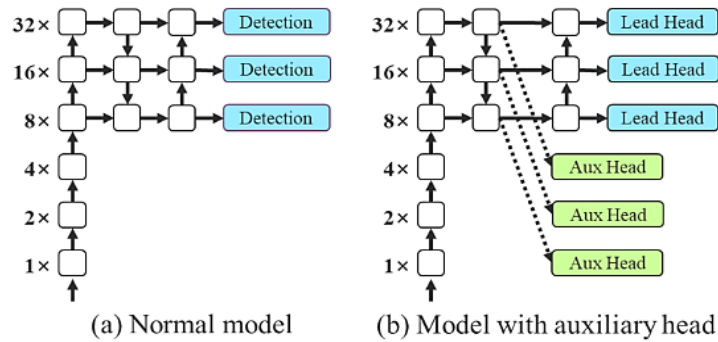 32× Detection
16× Detection
8× Detection
4×
2×
1×
(a) Normal model
32× Lead Head
16× Lead Head
8× Lead Head
4× Aux Head
2× Aux Head
1× Aux Head
(b) Model with auxiliary head